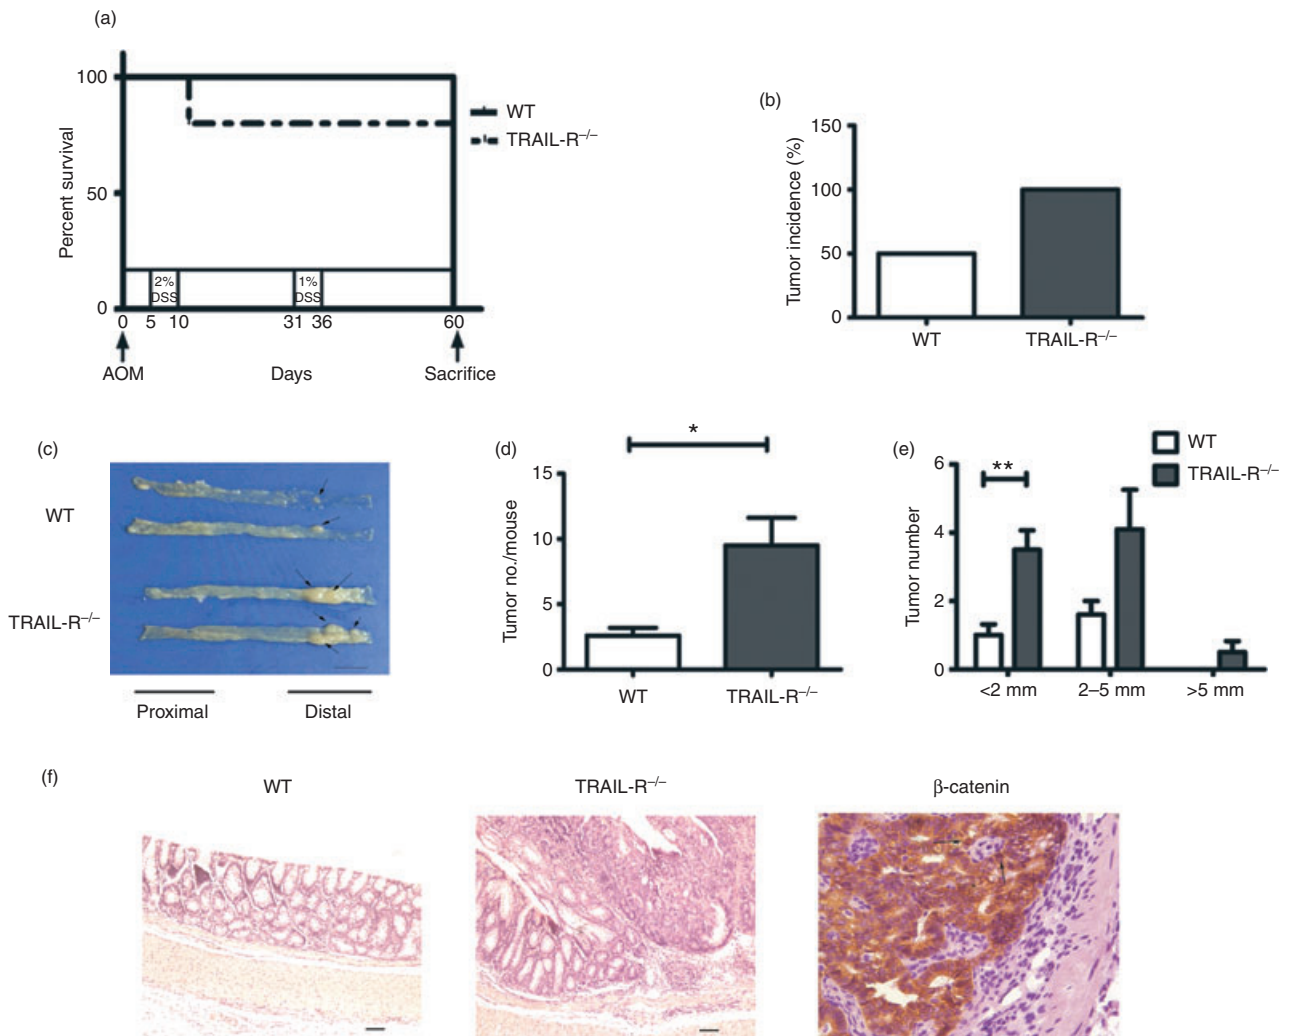 (a)
100
50
0
Percent survival
WT
TRAIL-R–/–
2%
DSS
1%
DSS
0 5 10 31 36 60
AOM Days Sacrifice
(b)
150
100
50
0
Tumor incidence (%)
WT TRAIL-R–/–
(c)
WT
TRAIL-R–/–
Proximal Distal
(d)
*
15
10
5
0
Tumor no./mouse
WT TRAIL-R–/–
(e)
WT
TRAIL-R–/–
**
6
4
2
0
Tumor number
<2 mm 2–5 mm >5 mm
(f)
WT TRAIL-R–/– β-catenin